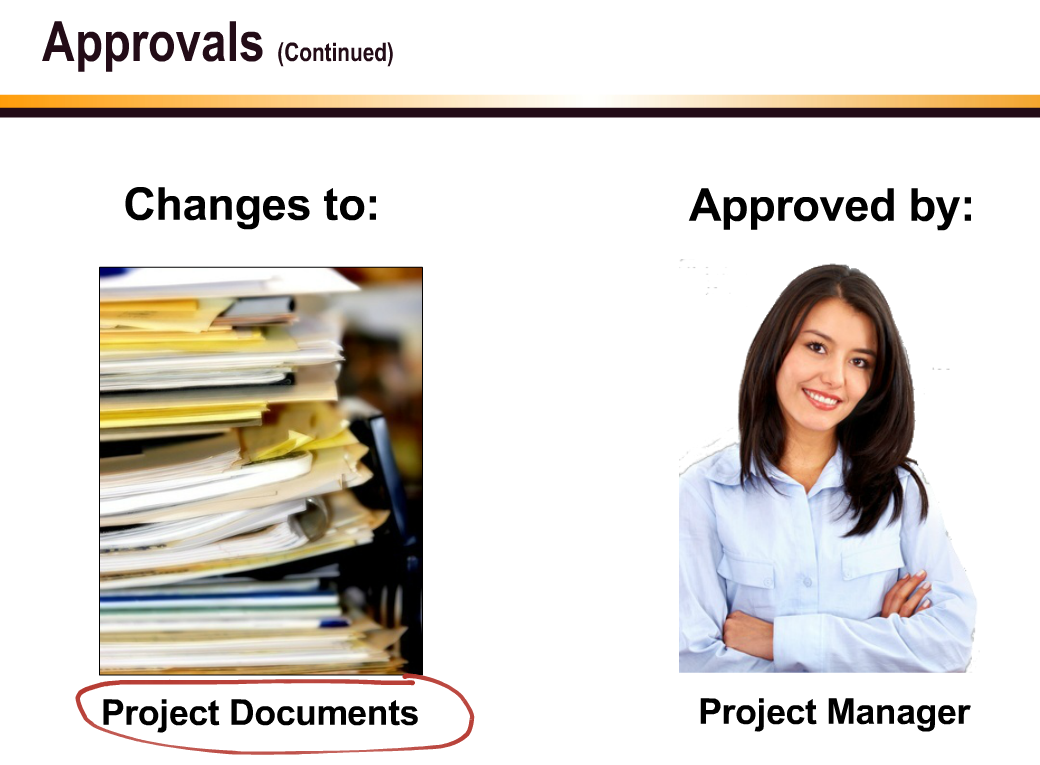 Approvals (Continued)
Changes to:
Approved by:
Project Documents
Project Manager